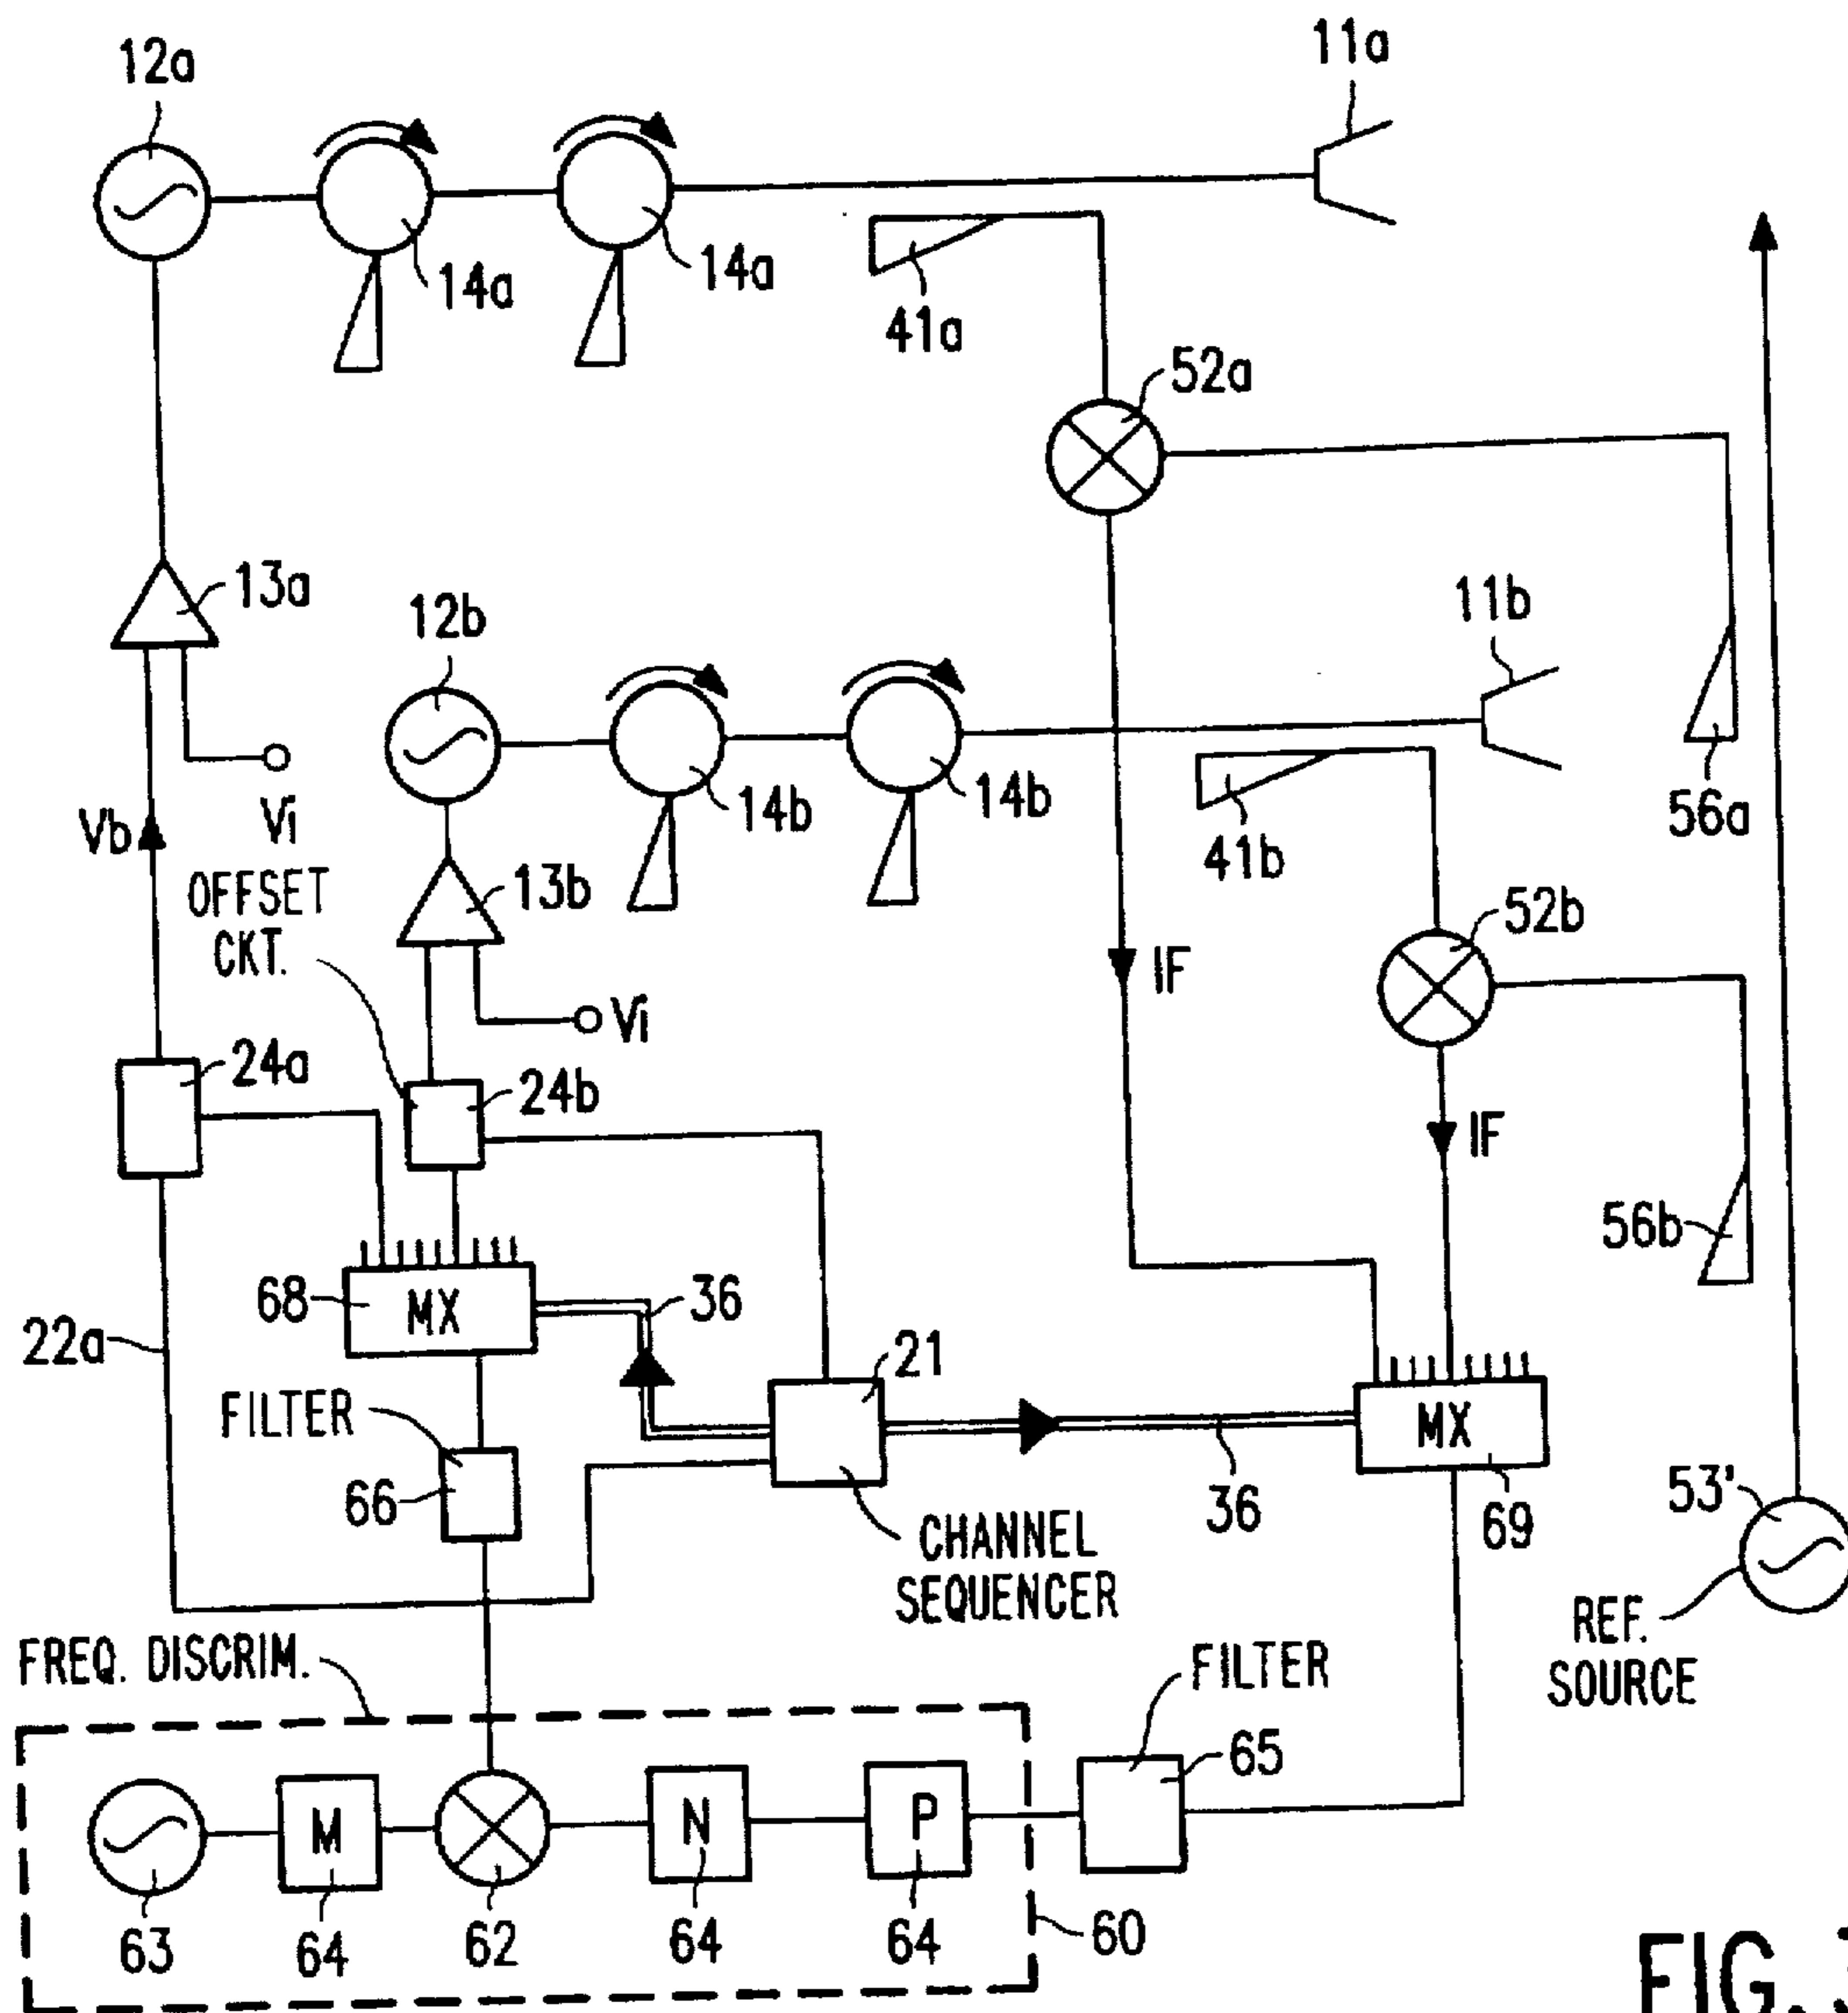 12a
11a
14a
14a
41a
52a
13a
12b
11b
Vb
Vi
14b
14b
56a
41b
OFFSET
CKT.
13b
52b
IF
Vi
24a
24b
IF
56b
68
MX
36
22a
21
FILTER
MX
66
36
69
53'
CHANNEL
SEQUENCER
REF.
SOURCE
FREQ. DISCRIM.
FILTER
65
M
N
P
63
64
62
64
64
60
FIG.